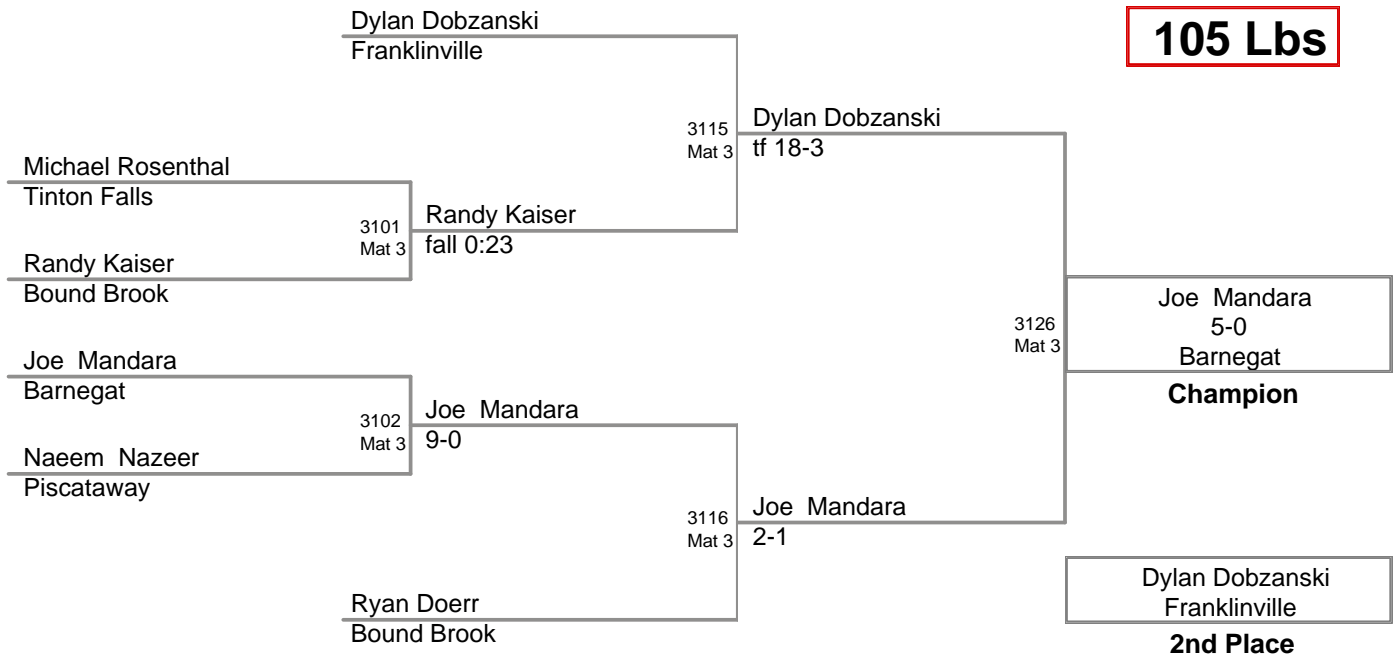 Dylan Dobzanski
Franklinville
105 Lbs
3115
Mat 3
Dylan Dobzanski
tf 18-3
Michael Rosenthal
Tinton Falls
3101
Mat 3
Randy Kaiser
fall 0:23
Randy Kaiser
Bound Brook
Joe Mandara
Barnegat
3102
Mat 3
Joe Mandara
9-0
Naeem Nazeer
Piscataway
3126
Mat 3
Joe Mandara
5-0
Barnegat
Champion
3116
Mat 3
Joe Mandara
2-1
Ryan Doerr
Bound Brook
Dylan Dobzanski
Franklinville
2nd Place